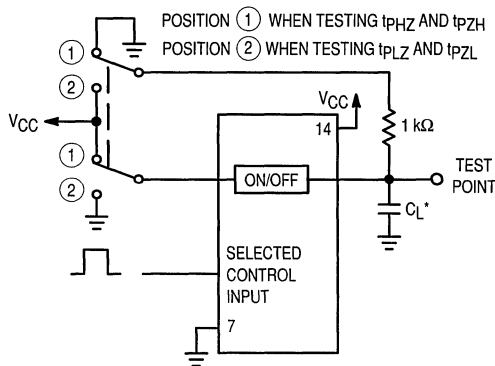 POSITION ① WHEN TESTING tPHZ AND tPZH
POSITION ② WHEN TESTING tPLZ AND tPZL
①
②
VCC
①
②
VCC
14
1 kΩ
ON/OFF
TEST
POINT
CL*
SELECTED
CONTROL
INPUT
7